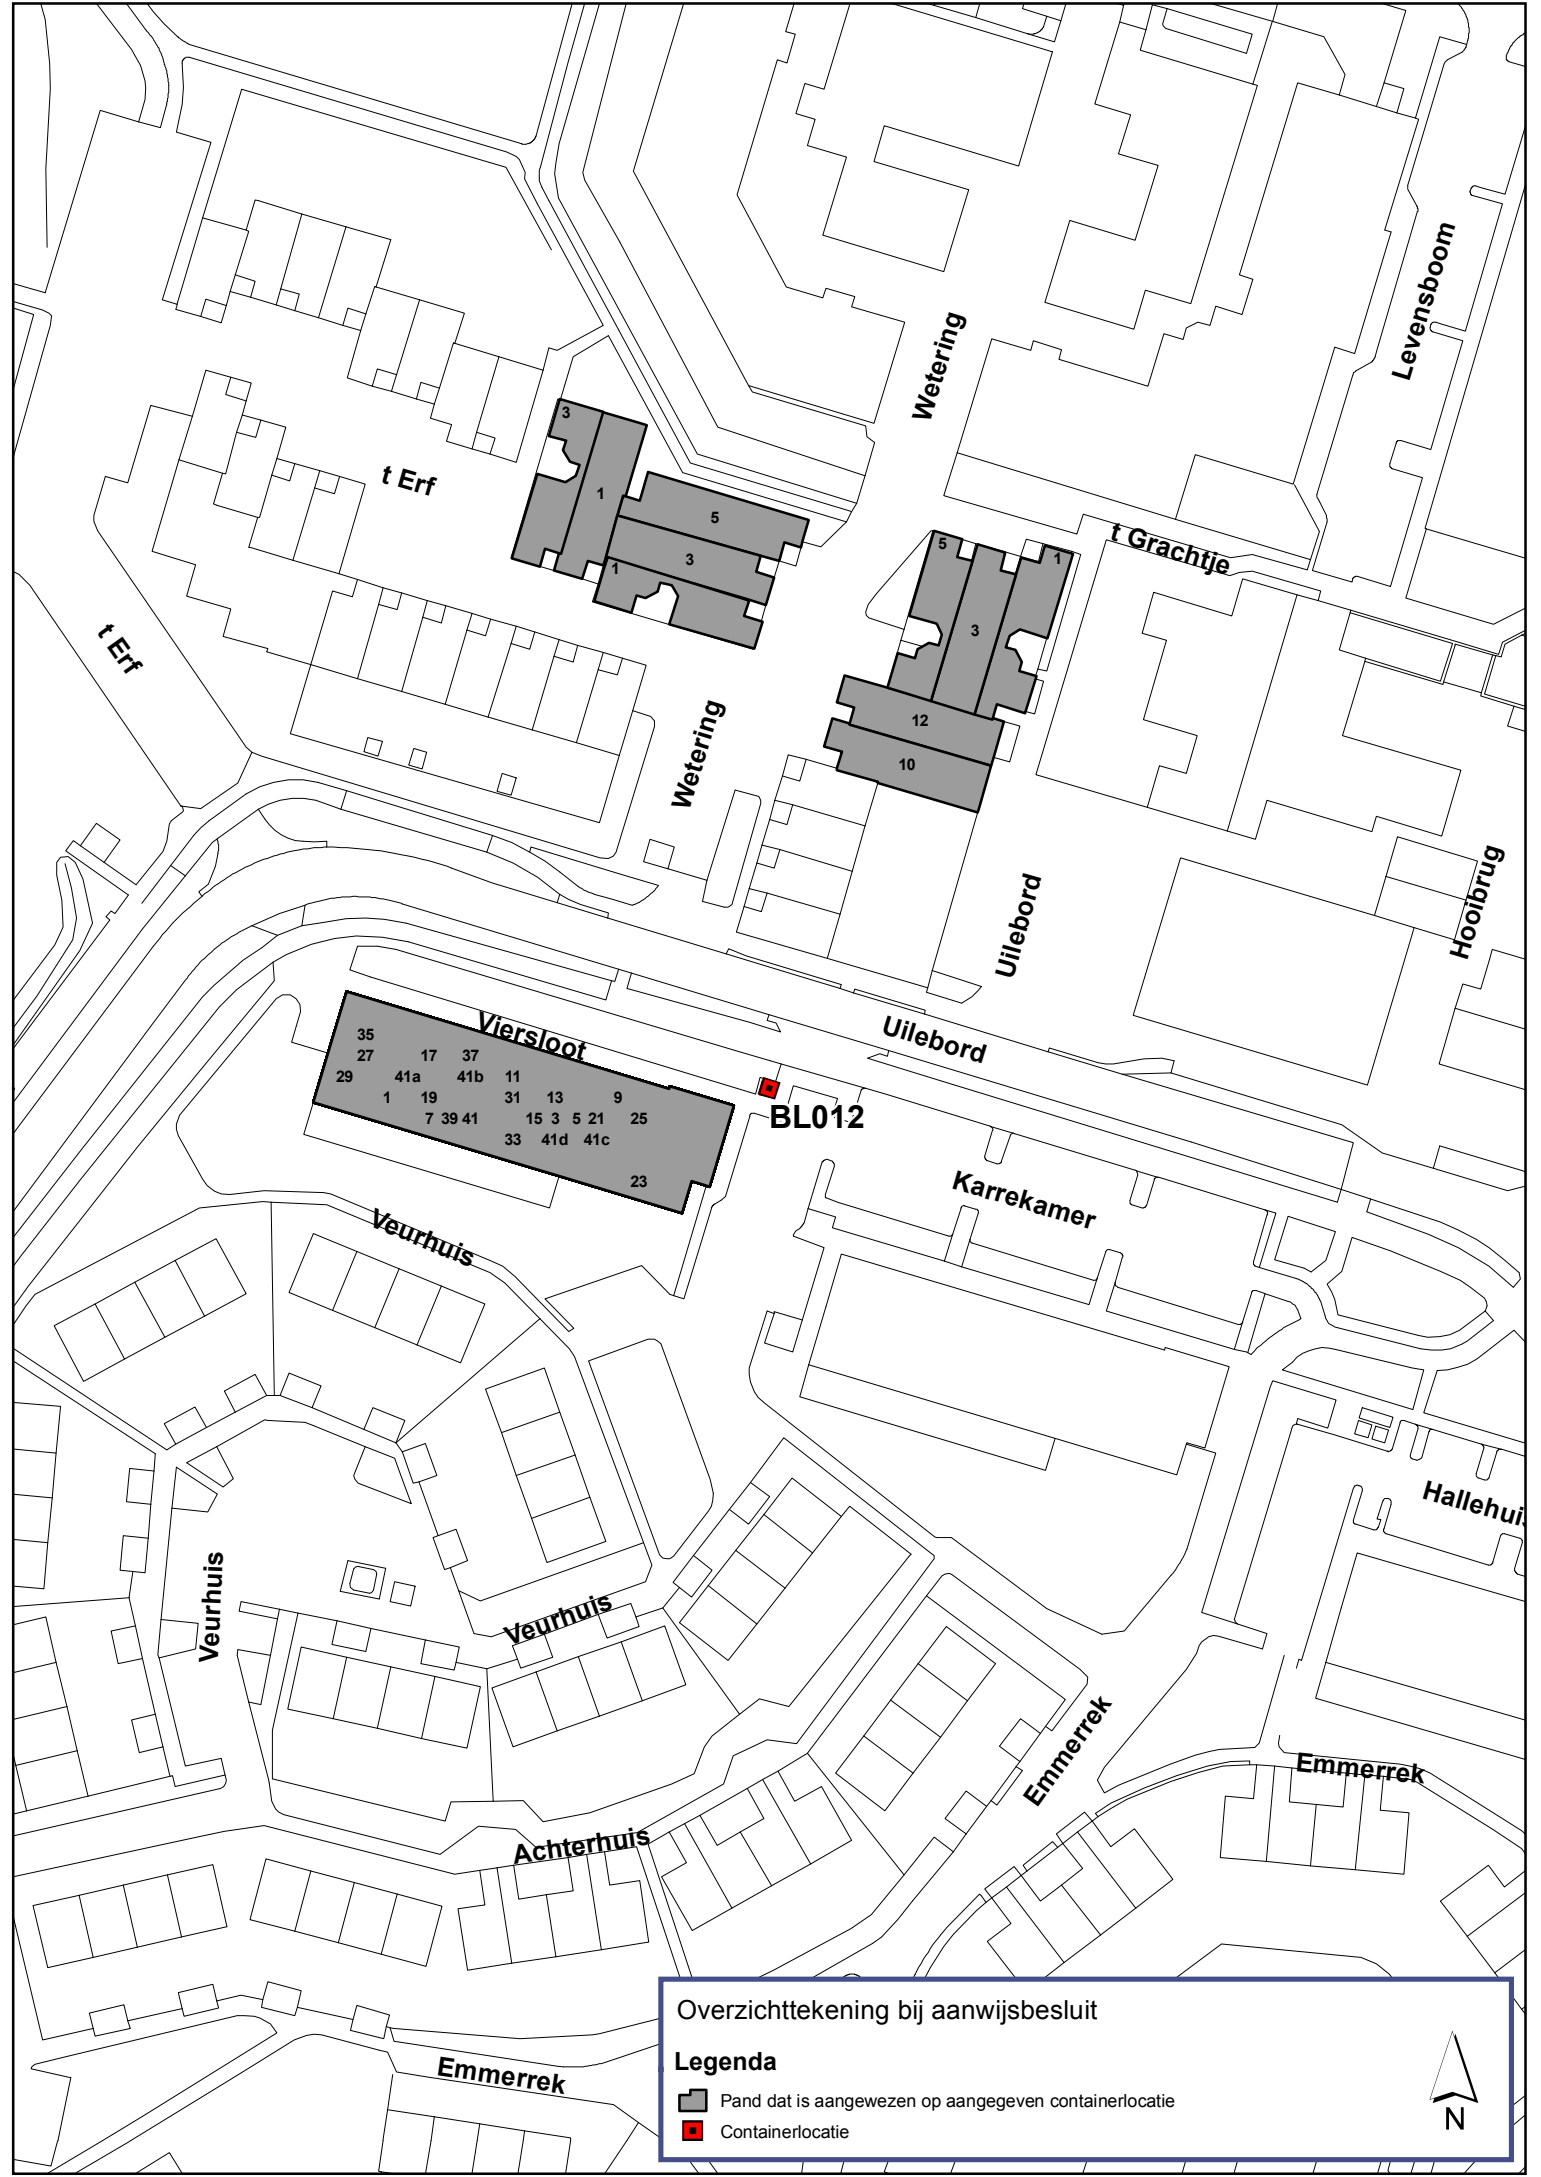 Levensboom
Wetering
3
t Erf
1
5
3
1
t Grachtje
5
1
3
t Erf
Wetering
12
10
Hooibrug
Uilebord
Viersloot
Uilebord
35
27 17 37
29 41a 41b 11
1 19 31 13 9
7 39 41 15 3 5 21 25
33 41d 41c
23
BL012
Karrekamer
Veurhuis
Veurhuis
Veurhuis
Emmerrek
Emmerrek
Achterhuis
Emmerrek
Overzichttekening bij aanwijsbesluit
Legenda
Pand dat is aangewezen op aangegeven containerlocatie
Containerlocatie
N